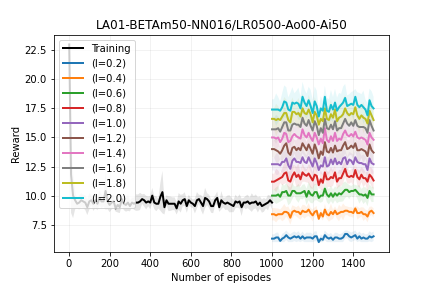 LA01-BETAm50-NN016/LR0500-Ao00-Ai50
Reward
22.5
20.0
17.5
15.0
12.5
10.0
7.5
Training
(l=0.2)
(l=0.4)
(l=0.6)
(l=0.8)
(l=1.0)
(l=1.2)
(l=1.4)
(l=1.6)
(l=1.8)
(l=2.0)
0 200 400 600 800 1000 1200 1400
Number of episodes